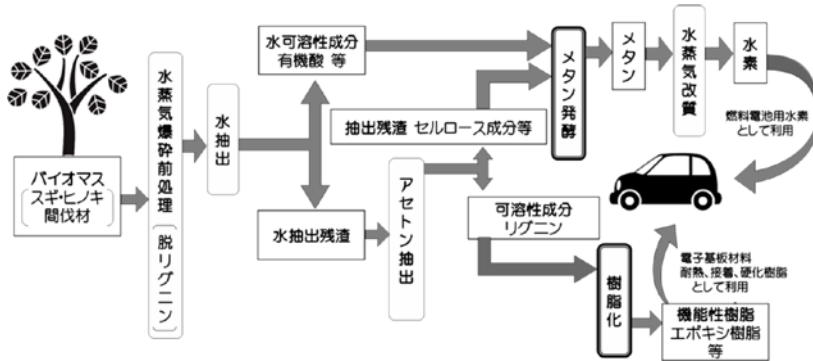 バイオマス
スギ・ヒノキ
間伐材
水蒸気爆砕前処理
脱リグニン
水抽出
水可溶性成分
有機酸 等
水抽出残渣
アセトン抽出
抽出残渣 セルロース成分等
可溶性成分
リグニン
メタン発酵
メタン
水蒸気改質
水素
燃料電池用水素
として利用
樹脂化
機能性樹脂
エポキシ樹脂
等
電子基板材料
耐熱、接着、硬化樹脂
として利用